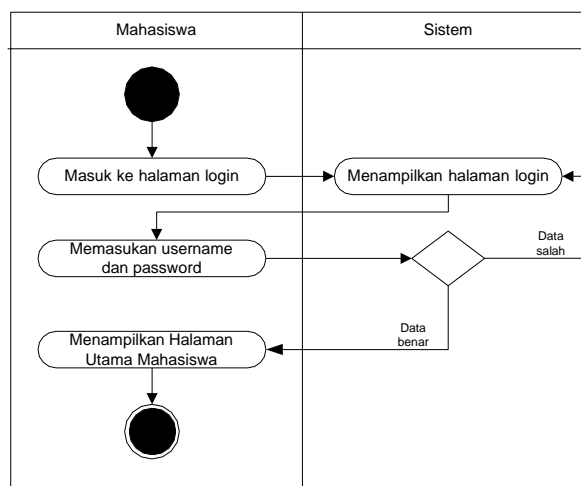 Mahasiswa
Sistem
Masuk ke halaman login
Menampilkan halaman login
Memasukan username
dan password
Data
salah
Menampilkan Halaman
Utama Mahasiswa
Data
benar